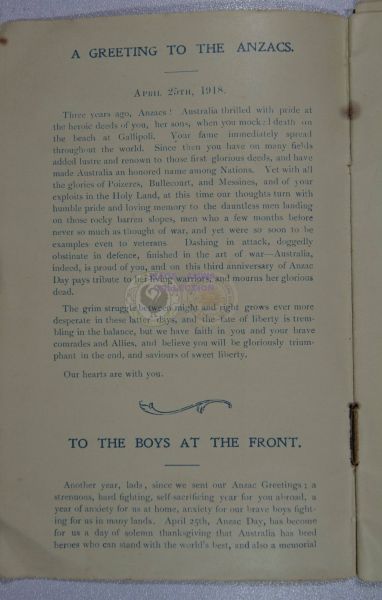 A GREETING TO THE ANZACS.
APRIL 25TH, 1918.
Three years ago, Anzacs! Australia thrilled with pride at
the heroic deeds of you, her sons, when you mocked death on
the beach at Gallipoli. Your fame immediately spread
throughout the world. Since then you have on many fields
added lustre and renown to those first glorious deeds, and have
made Australia an honored name among Nations. Yet with all
the glories of Poizeres, Bullecourt, and Messines, and of your
exploits in the Holy Land, at this time our thoughts turn with
humble pride and loving memory to the dauntless men landing
on those rocky barren slopes, men who a few months before
never so much as thought of war, and yet were so soon to be
examples even to veterans Dashing in attack, doggedly
obstinate in defence, finished in the art of war—Australia,
indeed, is proud of you, and on this third anniversary of Anzac
Day pays tribute to her living warriors, and mourns her glorious
dead.
COLLECTION
The grim struggle between might and right grows ever more
desperate in these latter days, and the fate of liberty is trem-
bling in the balance, but we have faith in you and your brave
comrades and Allies, and believe you will be gloriously trium-
phant in the end, and saviours of sweet liberty.
Our hearts are with you.
TO THE BOYS AT THE FRONT.
Another year, lads, since we sent our Anzac Greetings; a
strenuous, hard fighting, self-sacrificing year for you abroad, a
year of anxiety for us at home, anxiety for our brave boys fight-
ing for us in many lands. April 25th, Anzac Day, has become
for us a day of solemn thanksgiving that Australia has bred
heroes who can stand with the world's best, and also a memorial